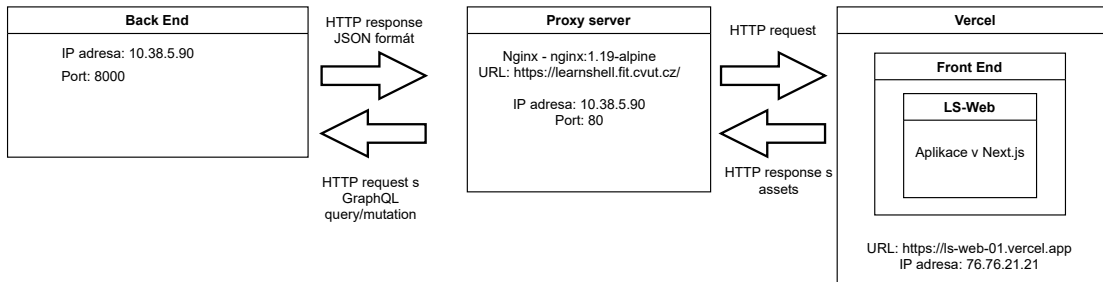 Back End
IP adresa: 10.38.5.90
Port: 8000
HTTP response
JSON formát
HTTP request s
GraphQL
query/mutation
Proxy server
Nginx - nginx:1.19-alpine
URL: https://learnshell.fit.cvut.cz/
IP adresa: 10.38.5.90
Port: 80
HTTP request
HTTP response s
assets
Vercel
Front End
LS-Web
Aplikace v Next.js
URL: https://ls-web-01.vercel.app
IP adresa: 76.76.21.21